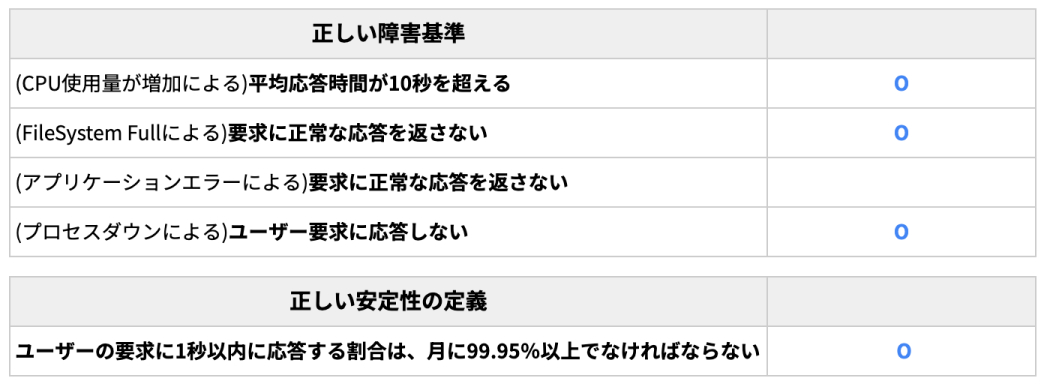 正しい障害基準
(CPU使用量が増加による)平均応答時間が10秒を超える O
(FileSystem Fullによる)要求に正常な応答を返さない O
(アプリケーションエラーによる)要求に正常な応答を返さない
(プロセスダウンによる)ユーザー要求に応答しない O
正しい安定性の定義
ユーザーの要求に1秒以内に応答する割合は、月に99.95%以上でなければならない O